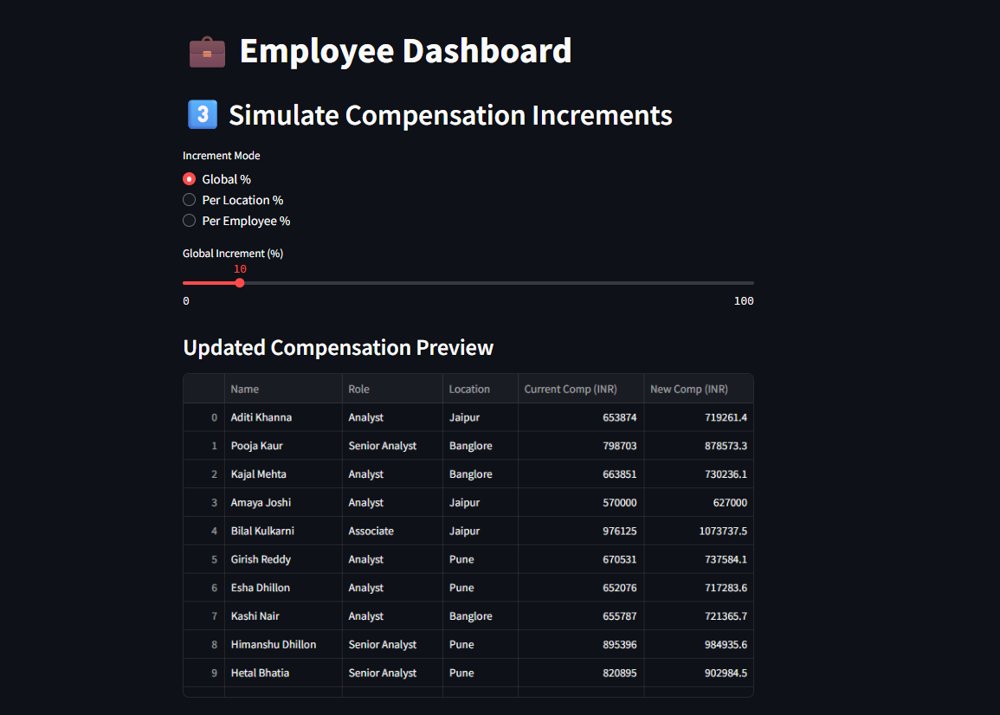 💼 Employee Dashboard
3️⃣ Simulate Compensation Increments
Increment Mode
Global %
Per Location %
Per Employee %
Global Increment (%)
10
0 100
Updated Compensation Preview
Name Role Location Current Comp (INR) New Comp (INR)
0 Aditi Khanna Analyst Jaipur 653874 719261.4
1 Pooja Kaur Senior Analyst Banglore 798703 878573.3
2 Kajal Mehta Analyst Banglore 663851 730236.1
3 Amaya Joshi Analyst Jaipur 570000 627000
4 Bilal Kulkarni Associate Jaipur 976125 1073737.5
5 Girish Reddy Analyst Pune 670531 737584.1
6 Esha Dhillon Analyst Pune 652076 717283.6
7 Kashi Nair Analyst Banglore 655787 721365.7
8 Himanshu Dhillon Senior Analyst Pune 895396 984935.6
9 Hetal Bhatia Senior Analyst Pune 820895 902984.5